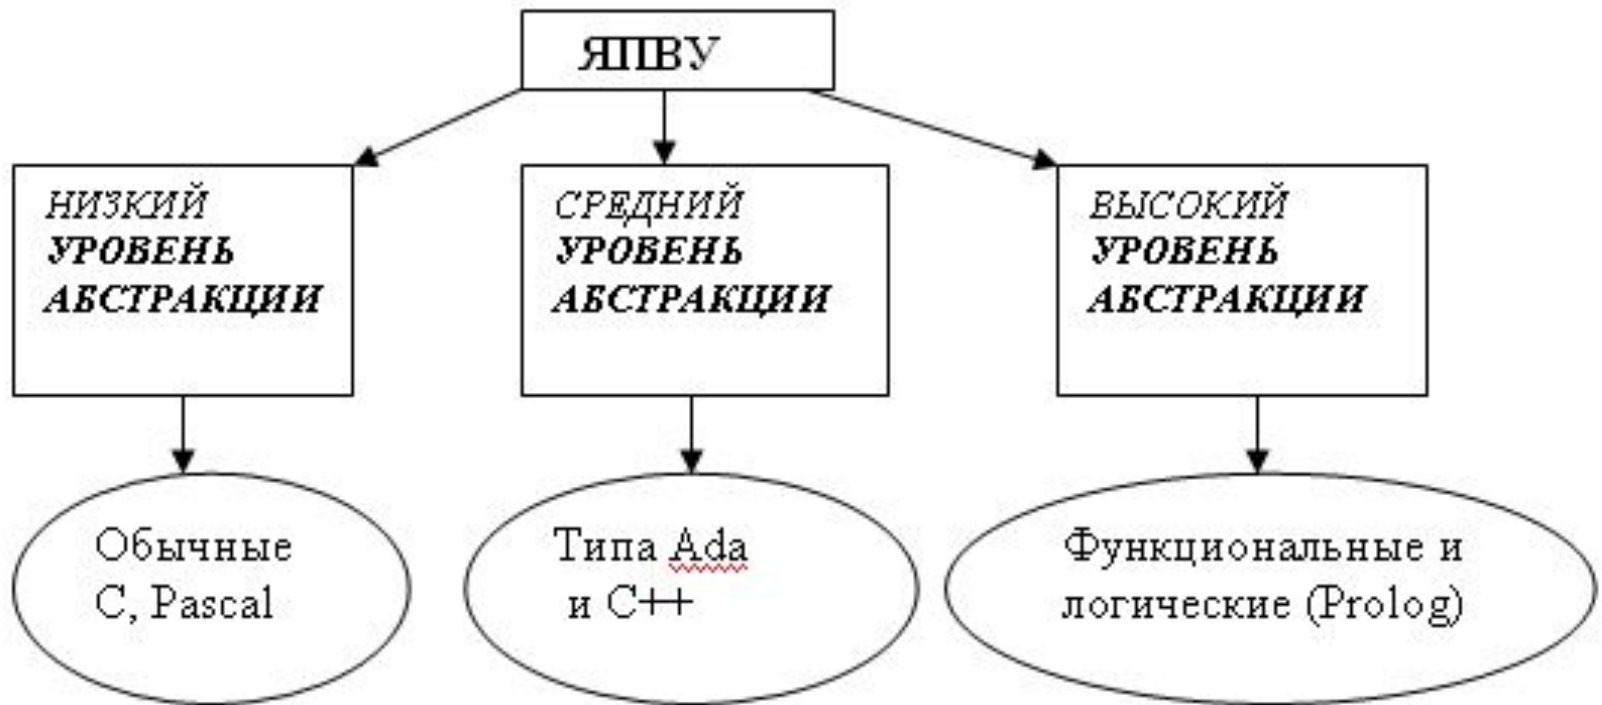 ЯПВУ
НИЗКИЙ
УРОВЕНЬ
АБСТРАКЦИИ
СРЕДНИЙ
УРОВЕНЬ
АБСТРАКЦИИ
ВЫСОКИЙ
УРОВЕНЬ
АБСТРАКЦИИ
Обычные
С, Pascal
Типа Ada
и С++
Функциональные и
логические (Prolog)